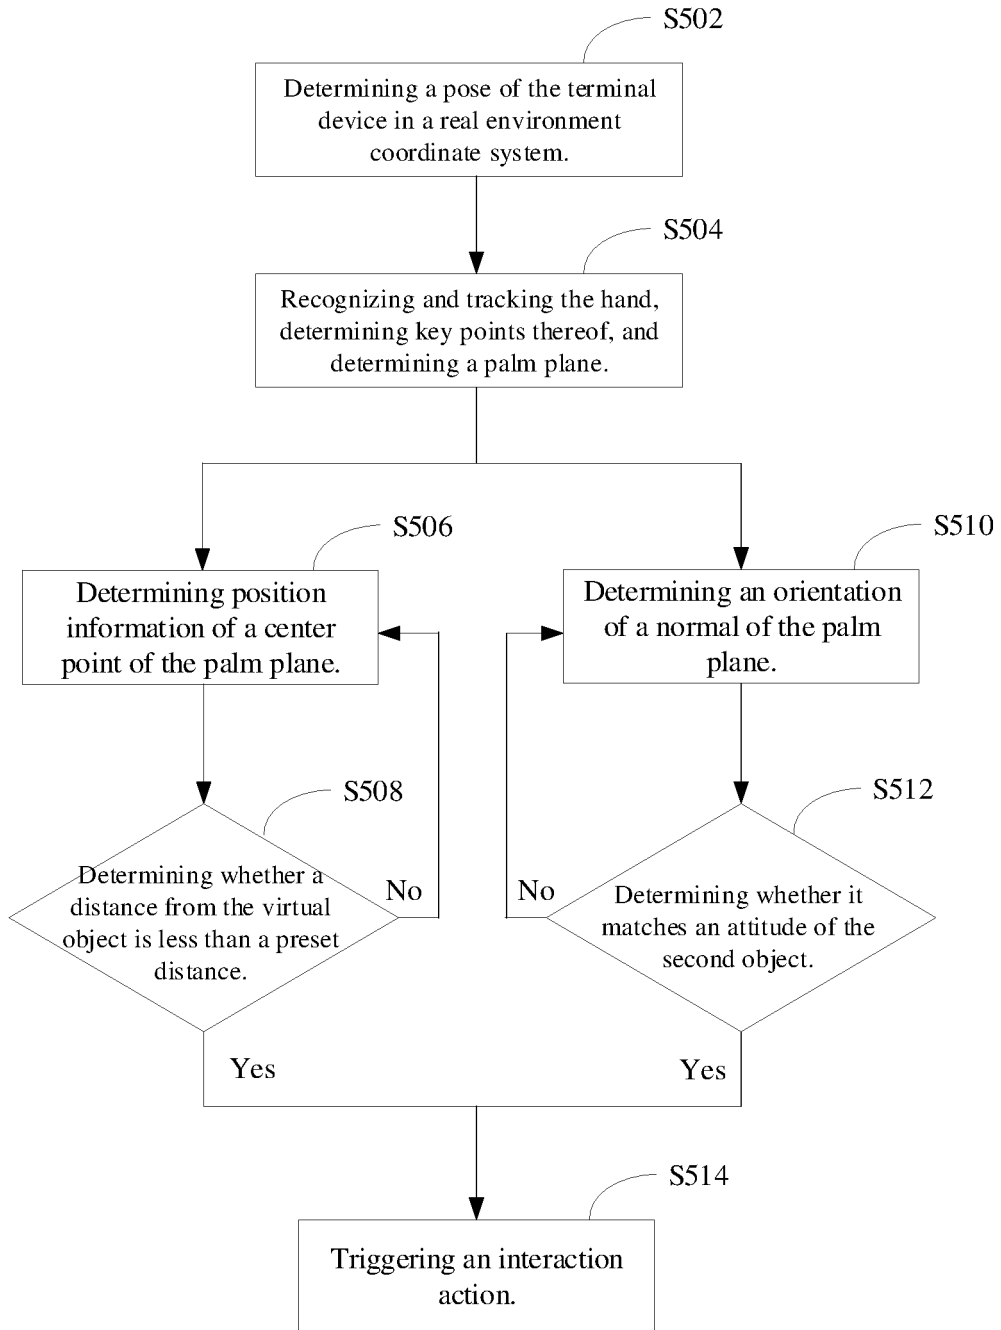 S502
Determining a pose of the terminal
device in a real environment
coordinate system.
S504
Recognizing and tracking the hand,
determining key points thereof, and
determining a palm plane.
S506
Determining position
information of a center
point of the palm plane.
S510
Determining an orientation
of a normal of the palm
plane.
S508
Determining whether a
distance from the virtual
object is less than a preset
distance.
No
S512
Determining whether it
matches an attitude of the
second object.
No
Yes
Yes
S514
Triggering an interaction
action.